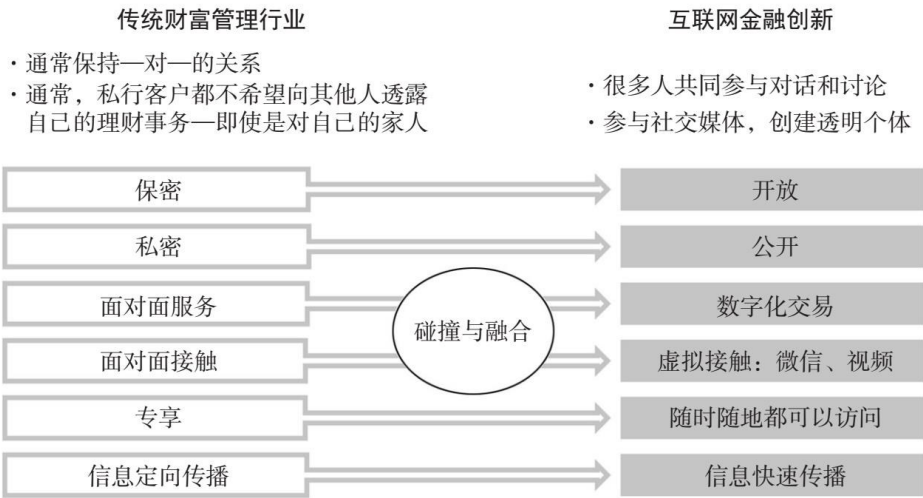 传统财富管理行业
·通常保持一对一的关系
·通常，私行客户都不希望向其他人透露
自己的理财事务—即使是对自己的家人
互联网金融创新
·很多人共同参与对话和讨论
·参与社交媒体，创建透明个体
保密
开放
私密
公开
面对面服务
数字化交易
碰撞与融合
面对面接触
虚拟接触：微信、视频
专享
随时随地都可以访问
信息定向传播
信息快速传播